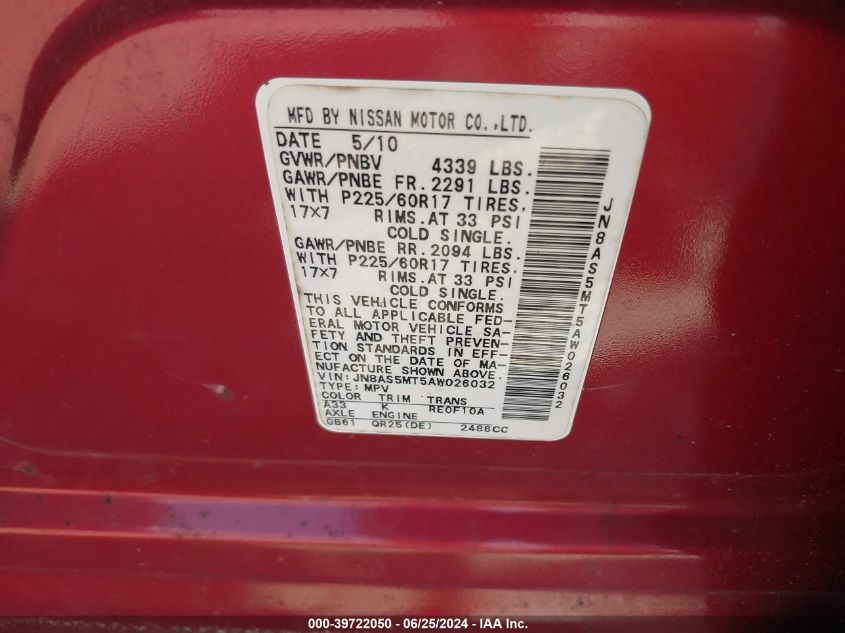 MFD BY NISSAN MOTOR CO.,LTD.
DATE 5/10
GVWR/PNBV 4339 LBS.
GAWR/PNBE FR. 2291 LBS.
WITH P225/60R17 TIRES,
17X7 RIMS. AT 33 PSI
COLD SINGLE.
GAWR/PNBE RR. 2094 LBS.
WITH P225/60R17 TIRES,
17X7 RIMS. AT 33 PSI
COLD SINGLE.
THIS VEHICLE CONFORMS
TO ALL APPLICABLE FED-
ERAL MOTOR VEHICLE SA-
FETY AND THEFT PREVEN-
TION STANDARDS IN EFF-
ECT ON THE DATE OF MA-
NUFACTURE SHOWN ABOVE.
VIN: JN8AS5MT5AW026032
TYPE: MPV
COLOR TRIM TRANS
A33 K RE0F10A
AXLE ENGINE
GB61 QR25(DE) 2488CC
JN8AS5MT5AW026032
000-39722050 - 06/25/2024 - IAA Inc.